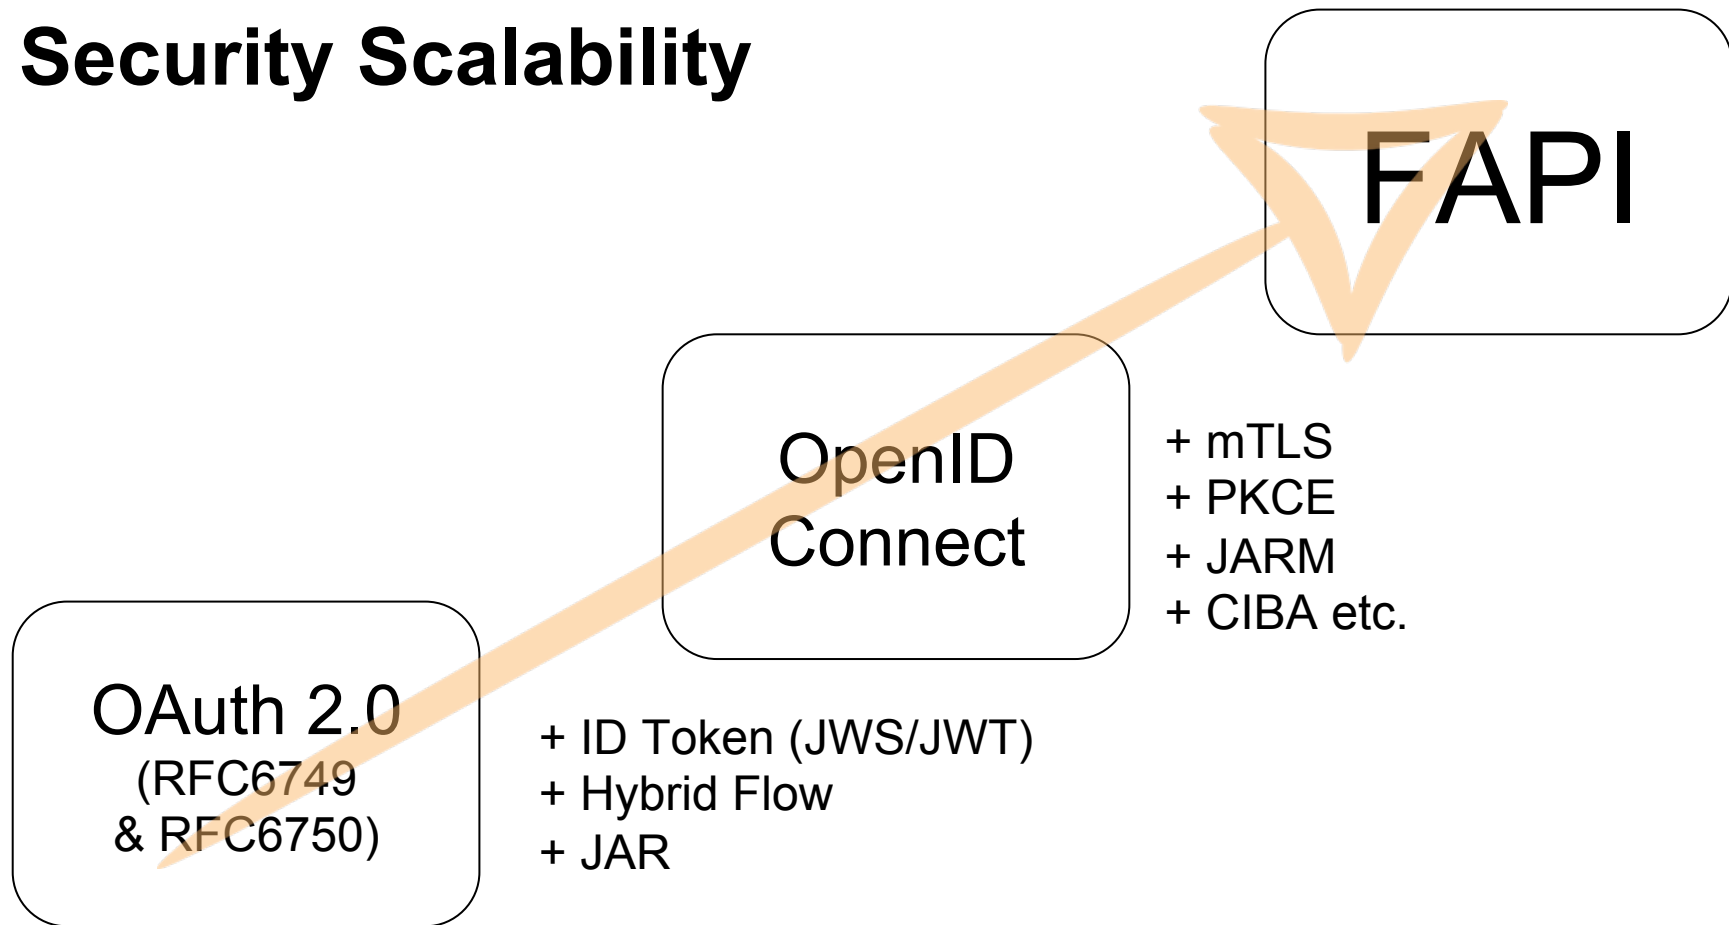 Security Scalability
FAPI
OpenID
Connect
+ mTLS
+ PKCE
+ JARM
+ CIBA etc.
OAuth 2.0
(RFC6749
& RFC6750)
+ ID Token (JWS/JWT)
+ Hybrid Flow
+ JAR